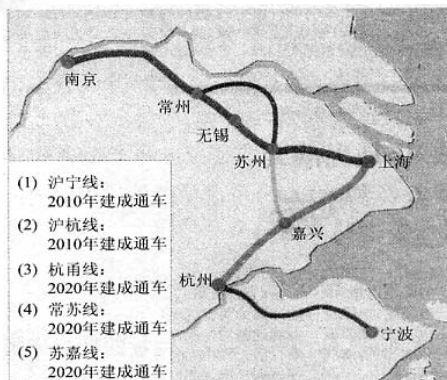 南京
常州
无锡
苏州
上海
嘉兴
杭州
宁波
(1) 沪宁线:
2010年建成通车
(2) 沪杭线:
2010年建成通车
(3) 杭甬线:
2020年建成通车
(4) 常苏线:
2020年建成通车
(5) 苏嘉线:
2020年建成通车